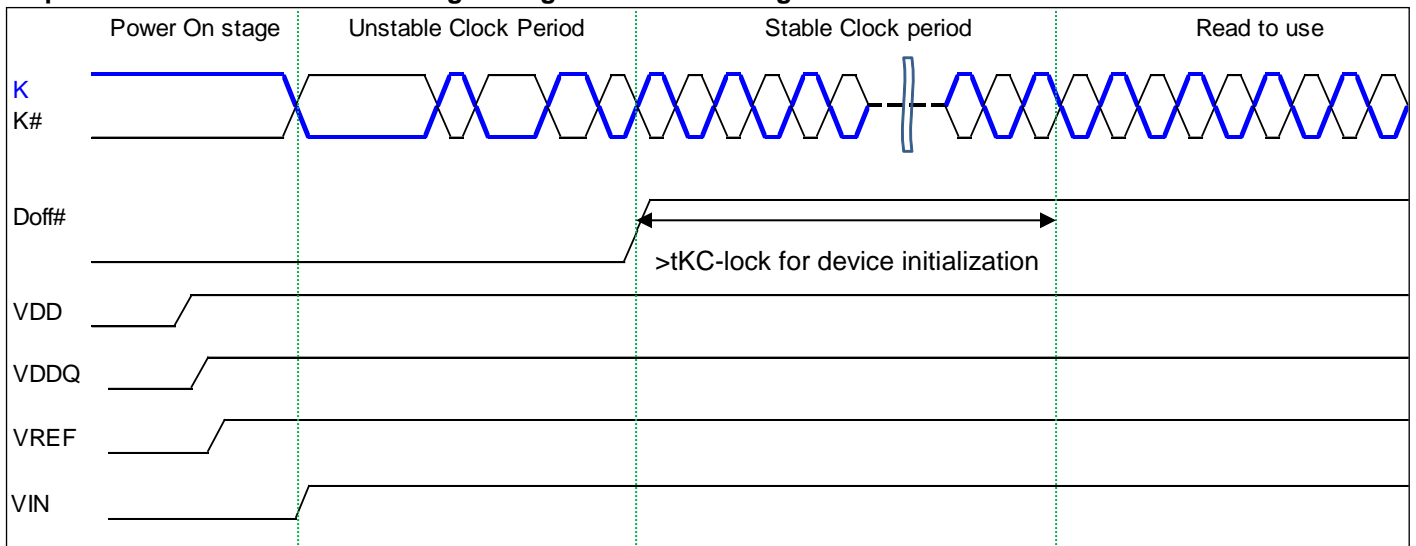 Power On stage
Unstable Clock Period
Stable Clock period
Read to use
K
K#
Doff#
>tKC-lock for device initialization
VDD
VDDQ
VREF
VIN